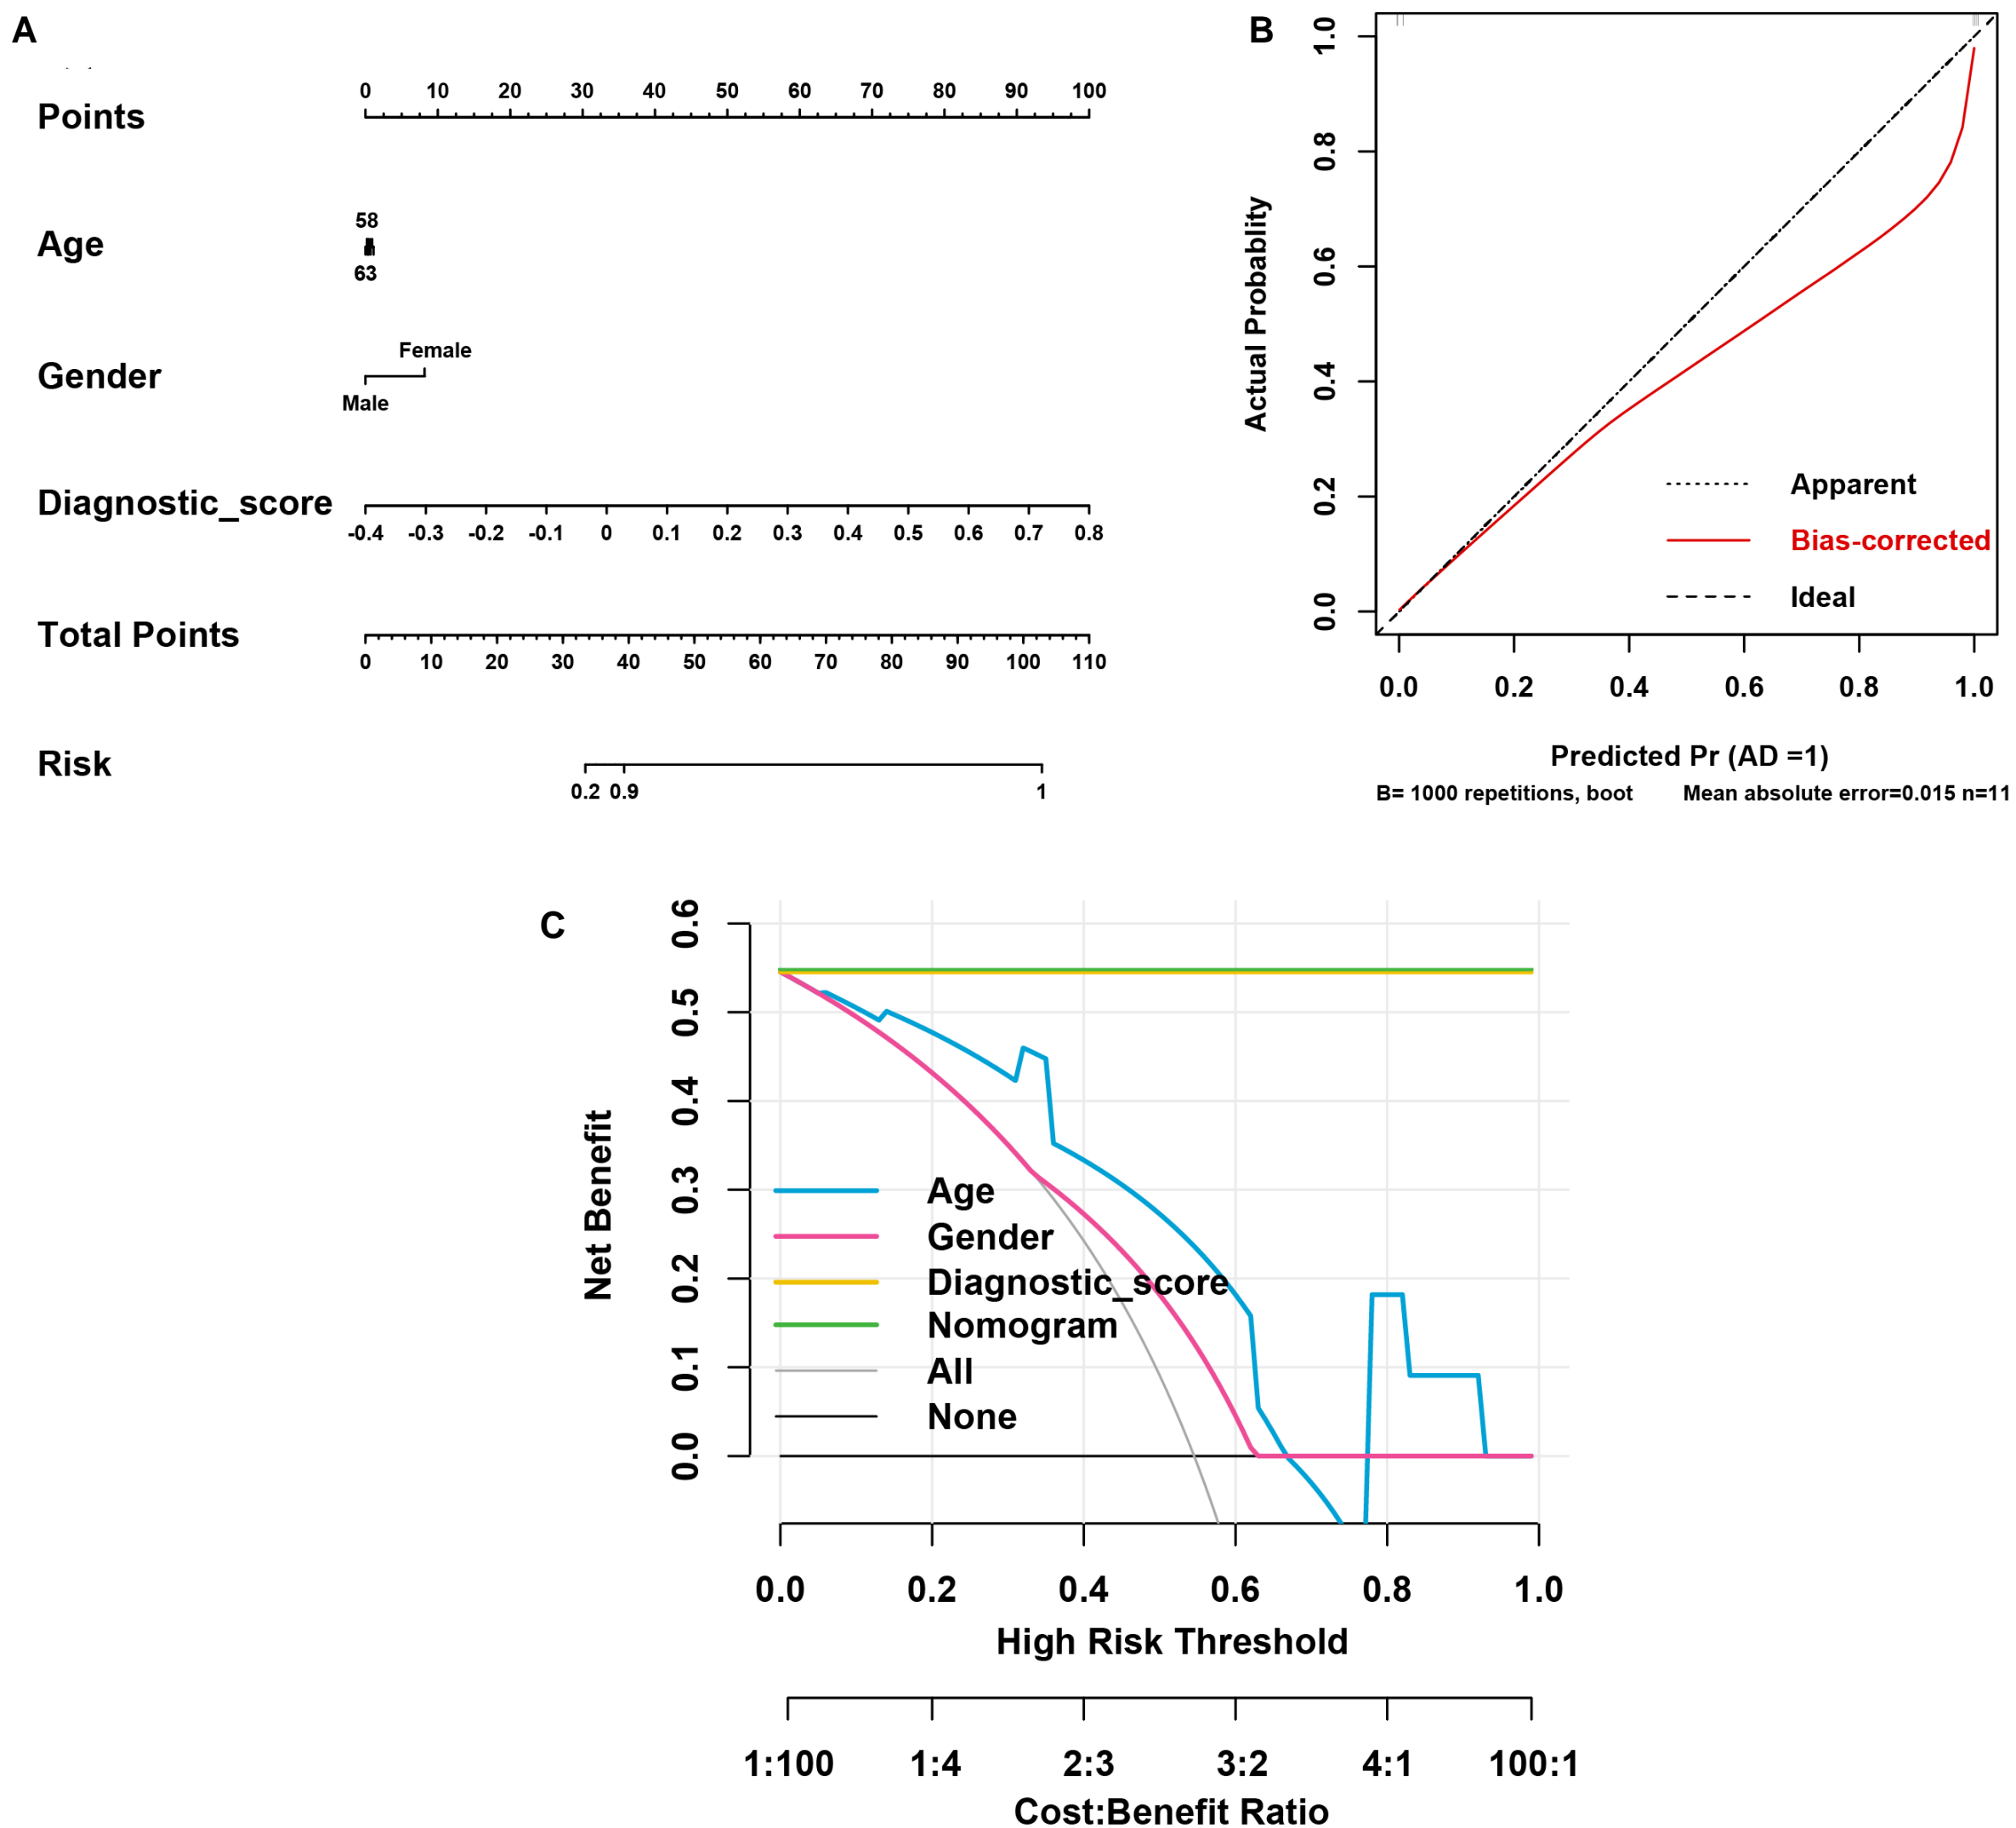 A
Points
0 10 20 30 40 50 60 70 80 90 100
Age
58
63
Gender
Female
Male
Diagnostic_score
-0.4 -0.3 -0.2 -0.1 0 0.1 0.2 0.3 0.4 0.5 0.6 0.7 0.8
Total Points
0 10 20 30 40 50 60 70 80 90 100 110
Risk
0.2 0.9 1
B
Actual Probablity
1.0
0.8
0.6
0.4
0.2
0.0
Apparent
Bias-corrected
Ideal
0.0 0.2 0.4 0.6 0.8 1.0
Predicted Pr (AD =1)
B= 1000 repetitions, boot Mean absolute error=0.015 n=11
C
Net Benefit
0.6
0.5
0.4
0.3
0.2
0.1
0.0
Age
Gender
Diagnostic_score
Nomogram
All
None
0.0 0.2 0.4 0.6 0.8 1.0
High Risk Threshold
1:100 1:4 2:3 3:2 4:1 100:1
Cost:Benefit Ratio